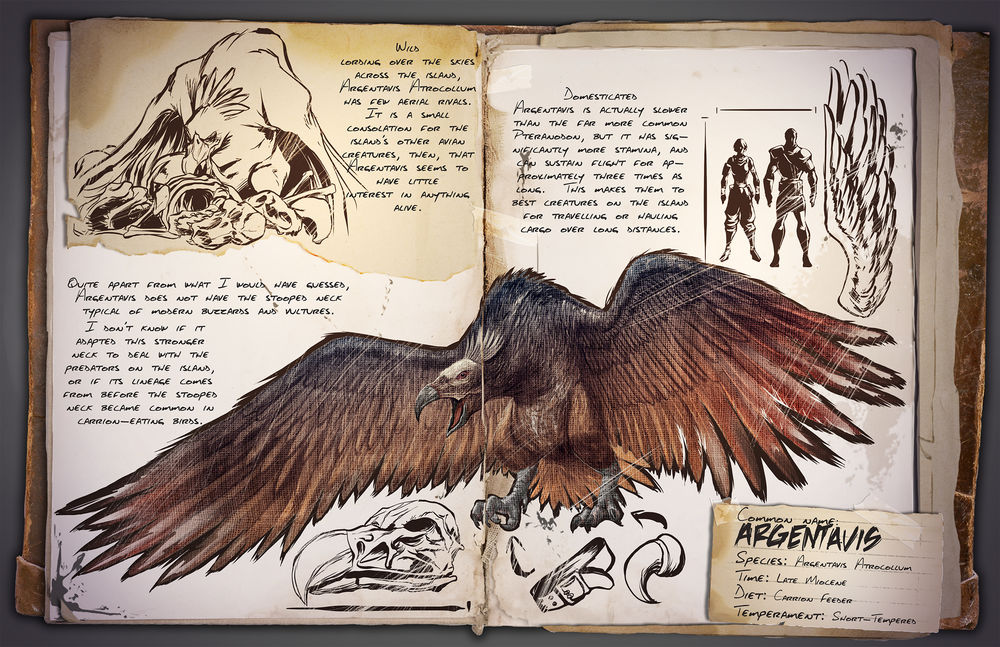 Wild
lording over the skies
across the island,
Argentavis Atrocollum
has few aerial rivals.
It is a small
consolation for the
island's other avian
creatures, then, that
Argentavis seems to
have little
interest in anything
alive.
Quite apart from what I would have guessed,
Argentavis does not have the stooped neck
typical of modern buzzards and vultures.
I don't know if it
adapted this stronger
neck to deal with the
predators on the island,
or if its lineage comes
from before the stooped
neck became common in
carrion-eating birds.
Domesticated
Argentavis is actually slower
than the far more common
Pteranodon, but it has sig-
nificantly more stamina, and
can sustain flight for ap-
proximately three times as
long. This makes them to
best creatures on the island
for travelling or hauling
cargo over long distances.
Common name:
ARGENTAVIS
Species: Argentavis Atrocollum
Time: Late Miocene
Diet: Carrion Feeder
Temperament: Short-Tempered